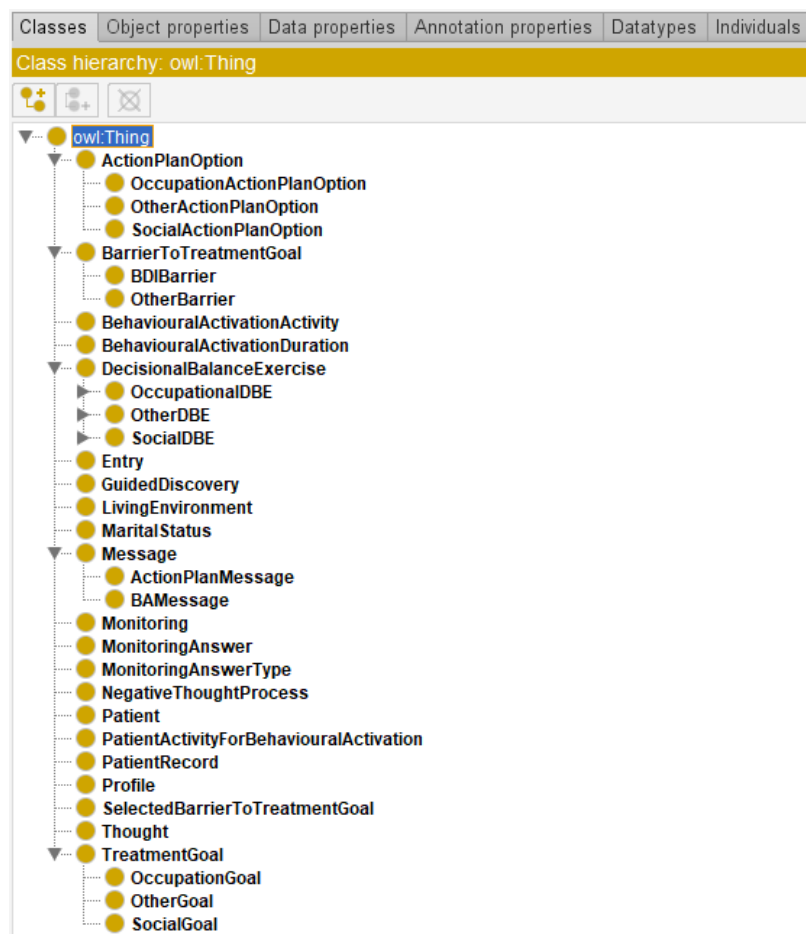 Classes Object properties Data properties Annotation properties Datatypes Individuals
Class hierarchy: owl:Thing
owl:Thing
ActionPlanOption
OccupationActionPlanOption
OtherActionPlanOption
SocialActionPlanOption
BarrierToTreatmentGoal
BDIBarrier
OtherBarrier
BehaviouralActivationActivity
BehaviouralActivationDuration
DecisionalBalanceExercise
OccupationalDBE
OtherDBE
SocialDBE
Entry
GuidedDiscovery
LivingEnvironment
MaritalStatus
Message
ActionPlanMessage
BAMessage
Monitoring
MonitoringAnswer
MonitoringAnswerType
NegativeThoughtProcess
Patient
PatientActivityForBehaviouralActivation
PatientRecord
Profile
SelectedBarrierToTreatmentGoal
Thought
TreatmentGoal
OccupationGoal
OtherGoal
SocialGoal